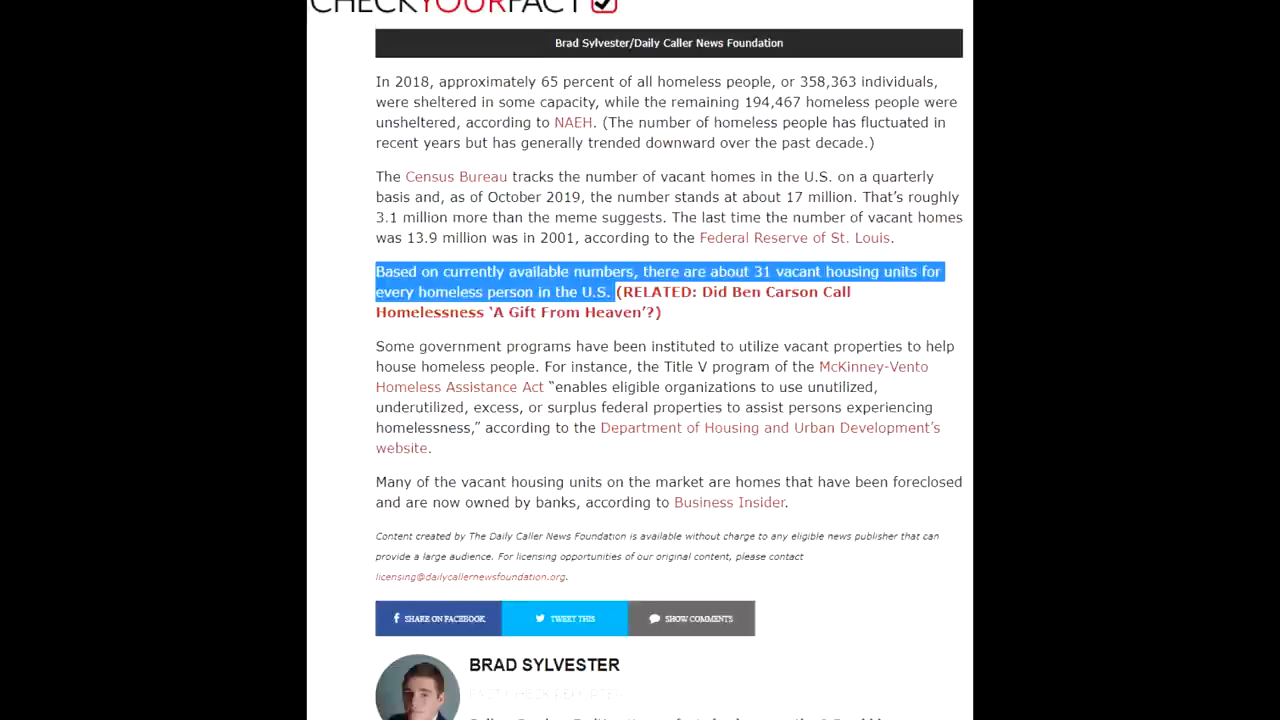 CHECKYOURFACT
Brad Sylvester/Daily Caller News Foundation
In 2018, approximately 65 percent of all homeless people, or 358,363 individuals,
were sheltered in some capacity, while the remaining 194,467 homeless people were
unsheltered, according to NAEH. (The number of homeless people has fluctuated in
recent years but has generally trended downward over the past decade.)
The Census Bureau tracks the number of vacant homes in the U.S. on a quarterly
basis and, as of October 2019, the number stands at about 17 million. That’s roughly
3.1 million more than the meme suggests. The last time the number of vacant homes
was 13.9 million was in 2001, according to the Federal Reserve of St. Louis.
Based on currently available numbers, there are about 31 vacant housing units for
every homeless person in the U.S. (RELATED: Did Ben Carson Call
Homelessness ‘A Gift From Heaven’?)
Some government programs have been instituted to utilize vacant properties to help
house homeless people. For instance, the Title V program of the McKinney-Vento
Homeless Assistance Act “enables eligible organizations to use unutilized,
underutilized, excess, or surplus federal properties to assist persons experiencing
homelessness,” according to the Department of Housing and Urban Development’s
website.
Many of the vacant housing units on the market are homes that have been foreclosed
and are now owned by banks, according to Business Insider.
Content created by The Daily Caller News Foundation is available without charge to any eligible news publisher that can
provide a large audience. For licensing opportunities of our original content, please contact
licensing@dailycallernewsfoundation.org.
SHARE ON FACEBOOK TWEET THIS SHOW COMMENTS
BRAD SYLVESTER
FACT CHECK REPORTER